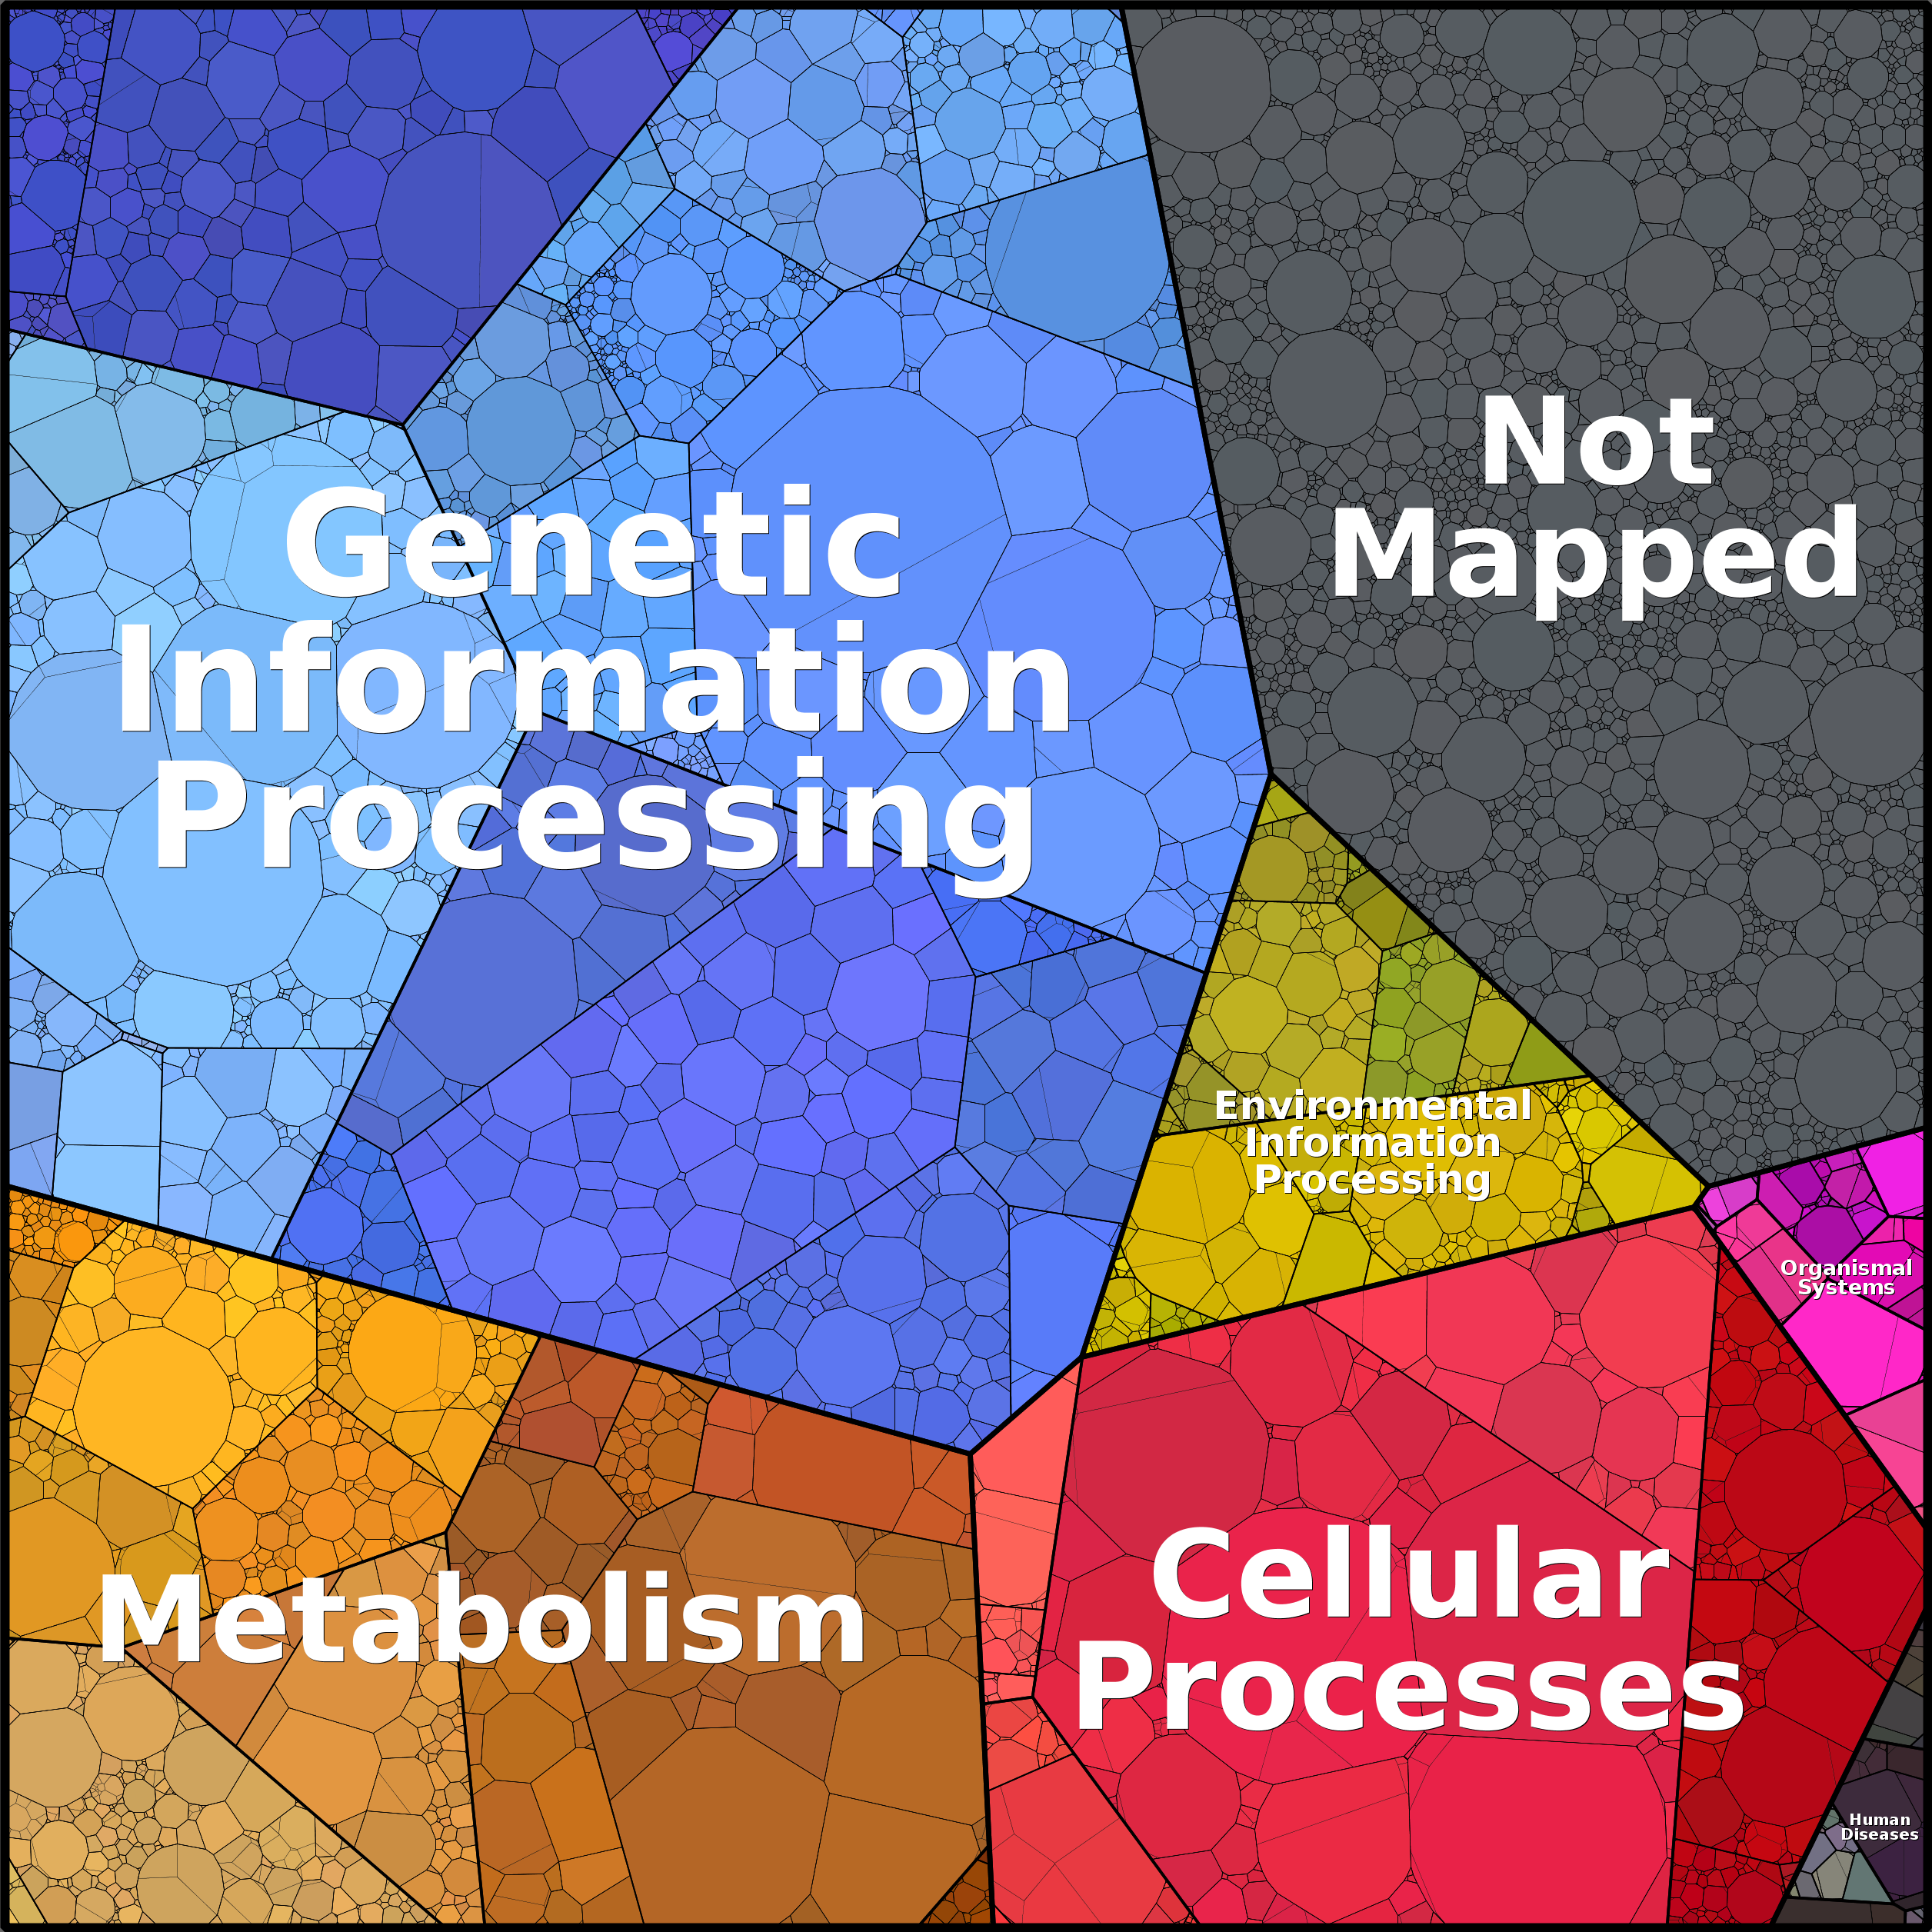 Genetic
Information
Processing
Not
Mapped
Environmental
Information
Processing
Organismal
Systems
Metabolism
Cellular
Processes
Human
Diseases